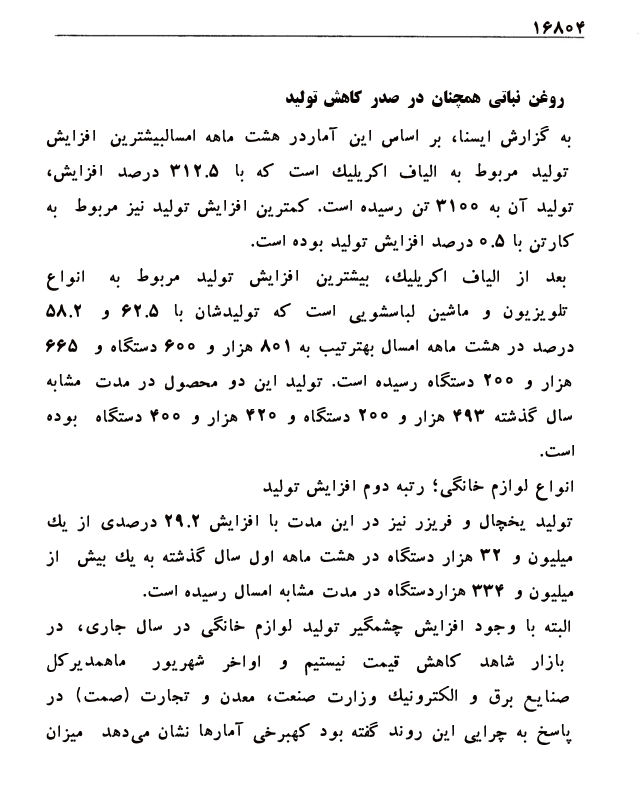 ۱۶۸۰۴
روغن نباتی همچنان در صدر کاهش تولید
به گزارش ایسنا، بر اساس این آماردر هشت ماهه امسالبیشترین افزایش
تولید مربوط به الیاف اکریلیك است که با ۳۱۲.۵ درصد افزایش،
تولید آن به ۳۱۰۰ تن رسیده است. کمترین افزایش تولید نیز مربوط به
کارتن با ۰.۵ درصد افزایش تولید بوده است.
بعد از الیاف اکریلیك، بیشترین افزایش تولید مربوط به انواع
تلویزیون و ماشین لباسشویی است که تولیدشان با ۶۲.۵ و ۵۸.۲
درصد در هشت ماهه امسال بهترتیب به ۸۰۱ هزار و ۶۰۰ دستگاه و ۶۶۵
هزار و ۲۰۰ دستگاه رسیده است. تولید این دو محصول در مدت مشابه
سال گذشته ۴۹۳ هزار و ۲۰۰ دستگاه و ۴۲۰ هزار و ۴۰۰ دستگاه بوده
است.
انواع لوازم خانگی؛ رتبه دوم افزایش تولید
تولید یخچال و فریزر نیز در این مدت با افزایش ۲۹.۲ درصدی از یك
میلیون و ۳۲ هزار دستگاه در هشت ماهه اول سال گذشته به یك بیش از
میلیون و ۳۳۴ هزاردستگاه در مدت مشابه امسال رسیده است.
البته با وجود افزایش چشمگیر تولید لوازم خانگی در سال جاری، در
بازار شاهد کاهش قیمت نیستیم و اواخر شهریور ماهمدیرکل
صنایع برق و الکترونیك وزارت صنعت، معدن و تجارت (صمت) در
پاسخ به چرایی این روند گفته بود کهبرخی آمارها نشان می‌دهد میزان